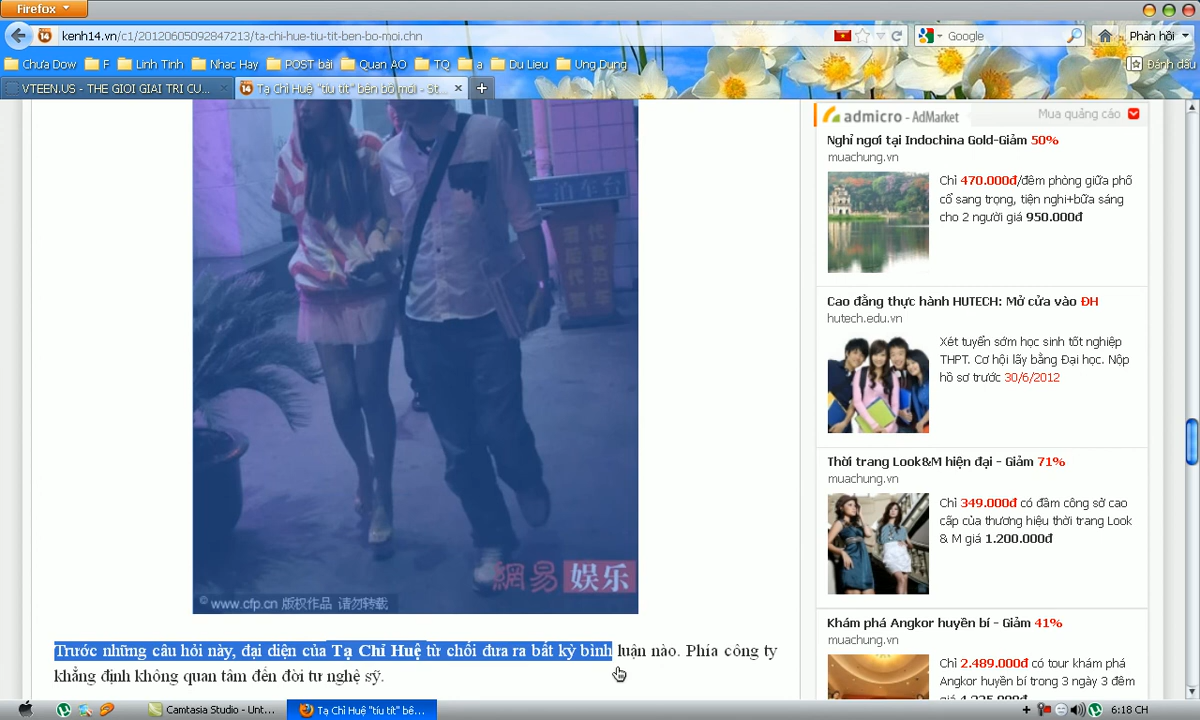 Firefox
kenh14.vn/c1/20120605092847213/ta-chi-hue-tiu-tit-ben-bo-moi.chn
Google
Phản hồi
Chưa Dow
F
Linh Tinh
Nhac Hay
POST bài
Quan AO
TQ
a
Du Lieu
Ung Dung
Đánh dấu
VTEEN.US - THE GIOI GIAI TRI CU...
Tạ Chỉ Huệ "tíu tít" bên bồ mới - St...
泊车台
網易 娱乐
© www.cfp.cn 版权作品 请勿转载
Trước những câu hỏi này, đại diện của Tạ Chỉ Huệ từ chối đưa ra bất kỳ bình luận nào. Phía công ty
khẳng định không quan tâm đến đời tư nghệ sỹ.
admicro - AdMarket
Mua quảng cáo
Nghỉ ngơi tại Indochina Gold-Giảm 50%
muachung.vn
Chỉ 470.000đ/đêm phòng giữa phố
cổ sang trọng, tiện nghi+bữa sáng
cho 2 người giá 950.000đ
Cao đẳng thực hành HUTECH: Mở cửa vào ĐH
hutech.edu.vn
Xét tuyển sớm học sinh tốt nghiệp
THPT. Cơ hội lấy bằng Đại học. Nộp
hồ sơ trước 30/6/2012
Thời trang Look&M hiện đại - Giảm 71%
muachung.vn
Chỉ 349.000đ có đầm công sở cao
cấp của thương hiệu thời trang Look
& M giá 1.200.000đ
Khám phá Angkor huyền bí - Giảm 41%
muachung.vn
Chỉ 2.489.000đ có tour khám phá
Angkor huyền bí trong 3 ngày 3 đêm
Camtasia Studio - Unt...
Tạ Chỉ Huệ "tíu tít" bê...
6:18 CH